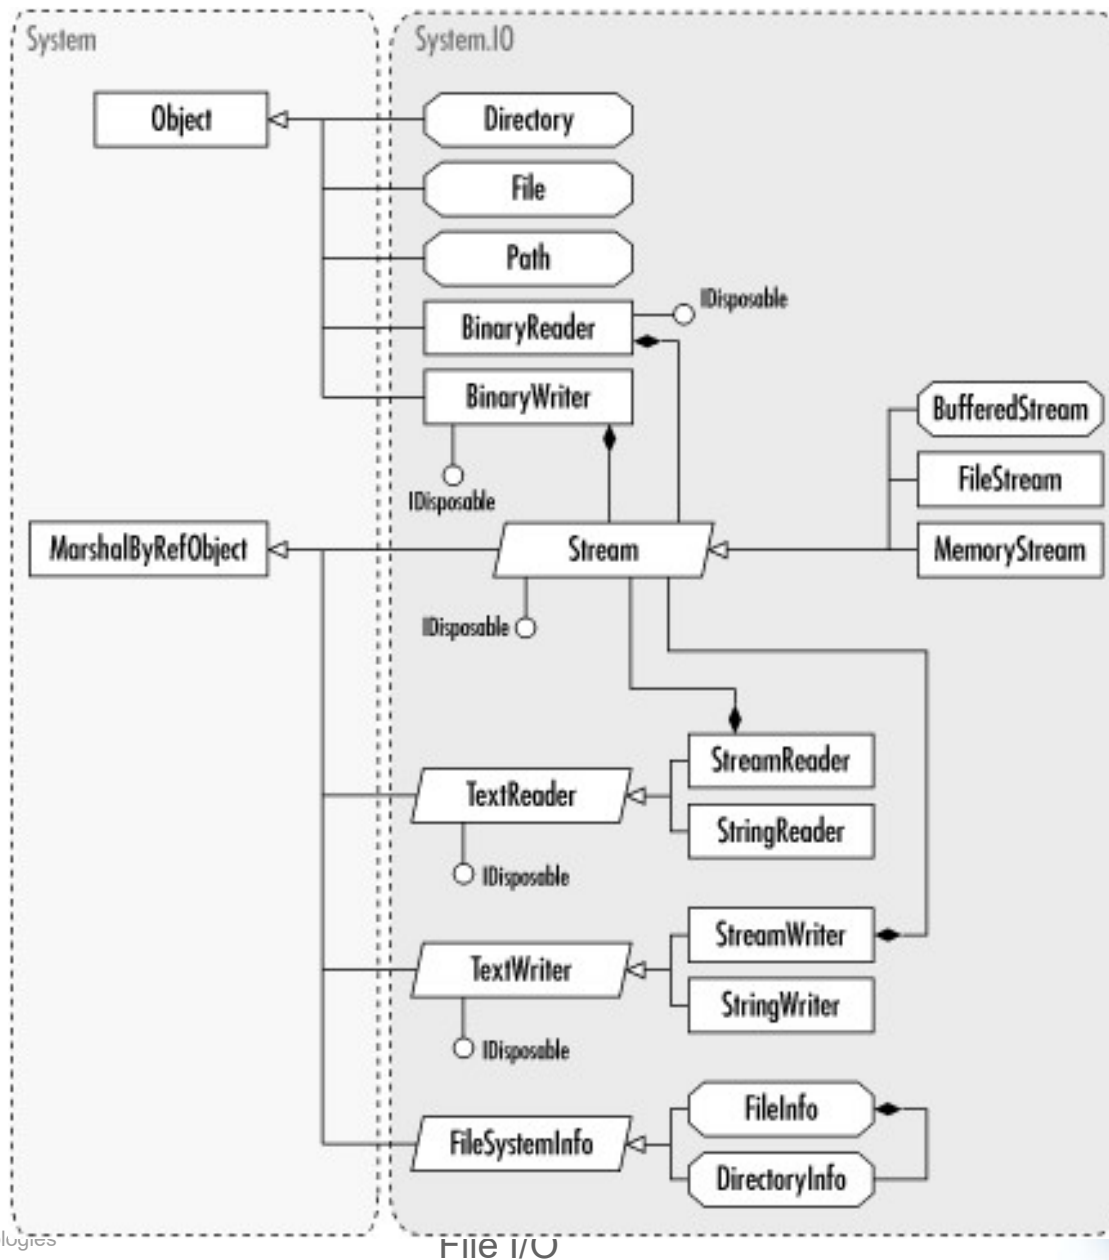 System
System.IO
Object
Directory
File
Path
BinaryReader
IDisposable
BinaryWriter
IDisposable
BufferedStream
FileStream
MarshalByRefObject
Stream
MemoryStream
IDisposable
StreamReader
TextReader
StringReader
IDisposable
StreamWriter
TextWriter
StringWriter
IDisposable
FileInfo
FileSystemInfo
DirectoryInfo
File I/O